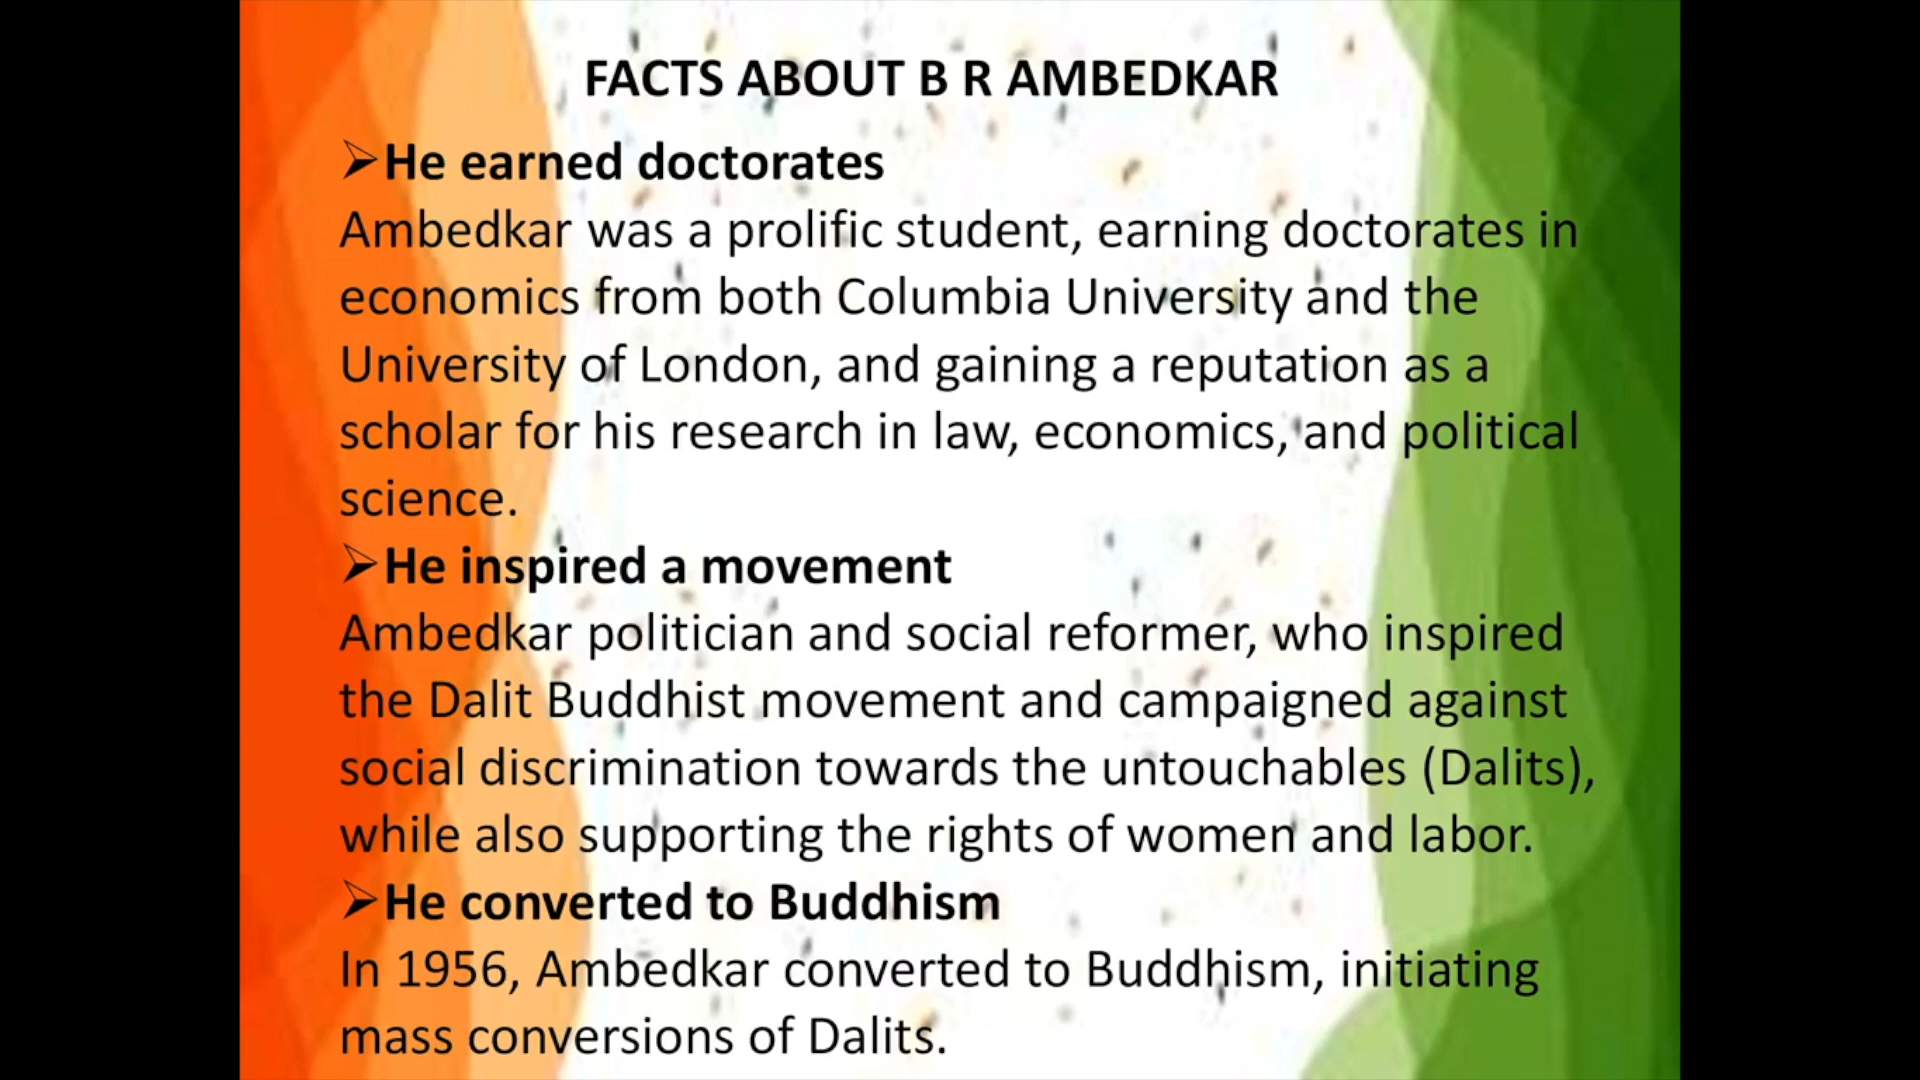 FACTS ABOUT B R AMBEDKAR
➢He earned doctorates
Ambedkar was a prolific student, earning doctorates in
economics from both Columbia University and the
University of London, and gaining a reputation as a
scholar for his research in law, economics, and political
science.
➢He inspired a movement
Ambedkar politician and social reformer, who inspired
the Dalit Buddhist movement and campaigned against
social discrimination towards the untouchables (Dalits),
while also supporting the rights of women and labor.
➢He converted to Buddhism
In 1956, Ambedkar converted to Buddhism, initiating
mass conversions of Dalits.